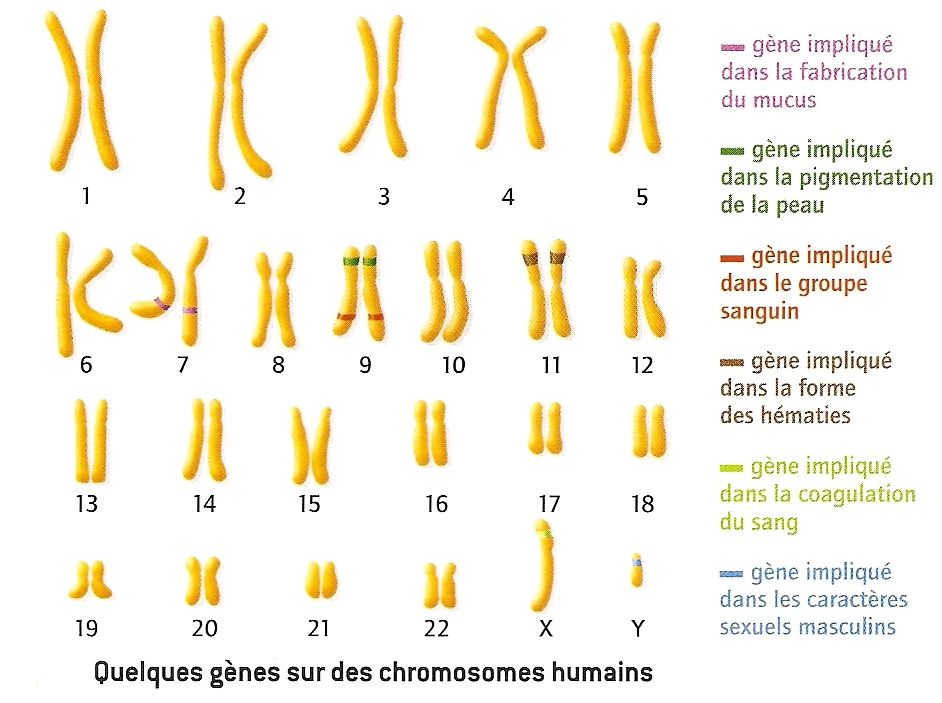 1 2 3 4 5
6 7 8 9 10 11 12
13 14 15 16 17 18
19 20 21 22 X Y
gène impliqué
dans la fabrication
du mucus
gène impliqué
dans la pigmentation
de la peau
gène impliqué
dans le groupe
sanguin
gène impliqué
dans la forme
des hématies
gène impliqué
dans la coagulation
du sang
gène impliqué
dans les caractères
sexuels masculins
Quelques gènes sur des chromosomes humains